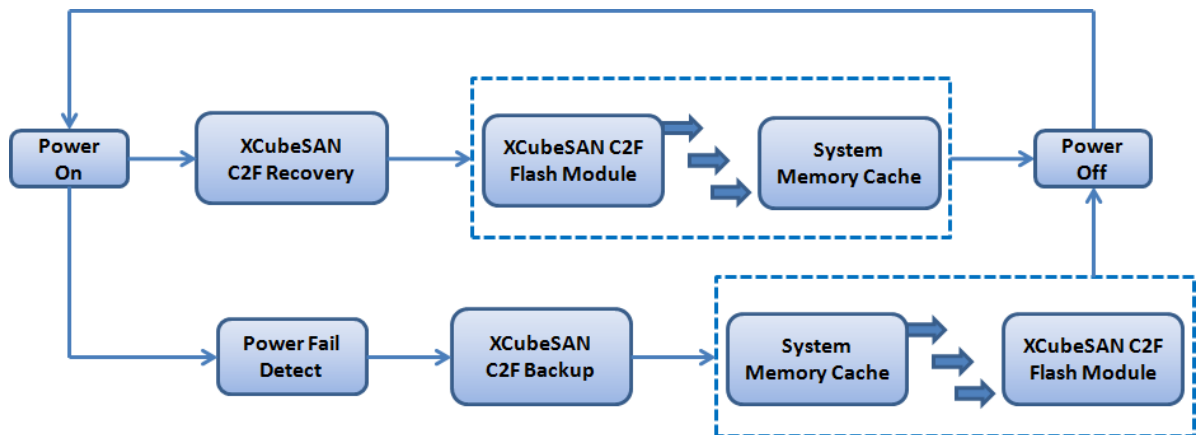 Power
On
XCubeSAN
C2F Recovery
XCubeSAN C2F
Flash Module
System
Memory Cache
Power
Off
Power Fail
Detect
XCubeSAN
C2F Backup
System
Memory Cache
XCubeSAN C2F
Flash Module